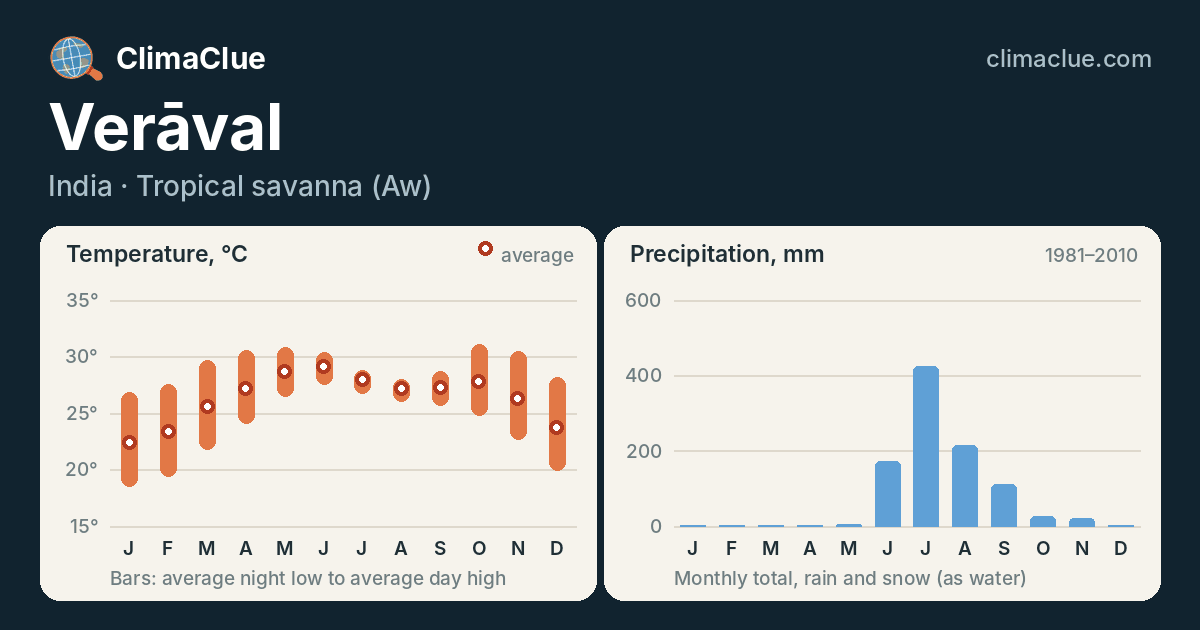 ClimaClue
climaclue.com
Verāval
India · Tropical savanna (Aw)
Temperature, °C
average
35°
30°
25°
20°
15°
J F M A M J J A S O N D
Bars: average night low to average day high
Precipitation, mm
1981–2010
600
400
200
0
J F M A M J J A S O N D
Monthly total, rain and snow (as water)